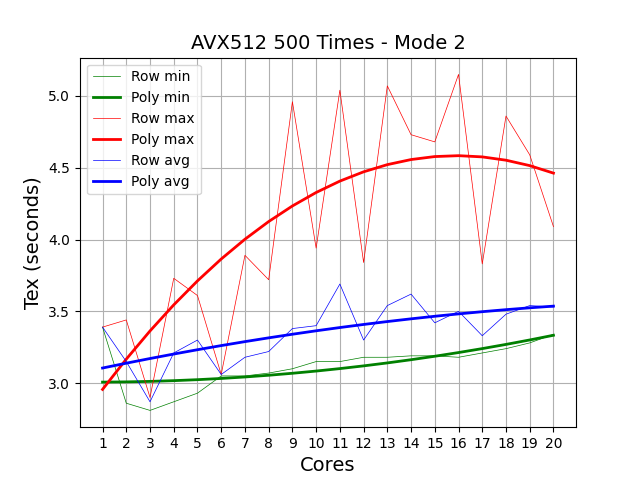 AVX512 500 Times - Mode 2
Row min
Poly min
Row max
Poly max
Row avg
Poly avg
Tex (seconds)
5.0
4.5
4.0
3.5
3.0
1 2 3 4 5 6 7 8 9 10 11 12 13 14 15 16 17 18 19 20
Cores